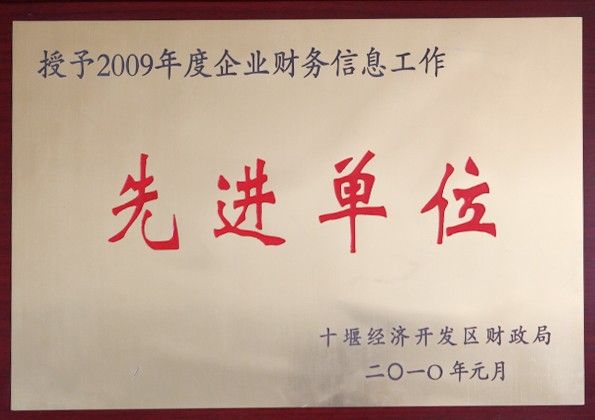 授予2009年度企业财务信息工作
先进单位
十堰经济开发区财政局
二〇一〇年元月